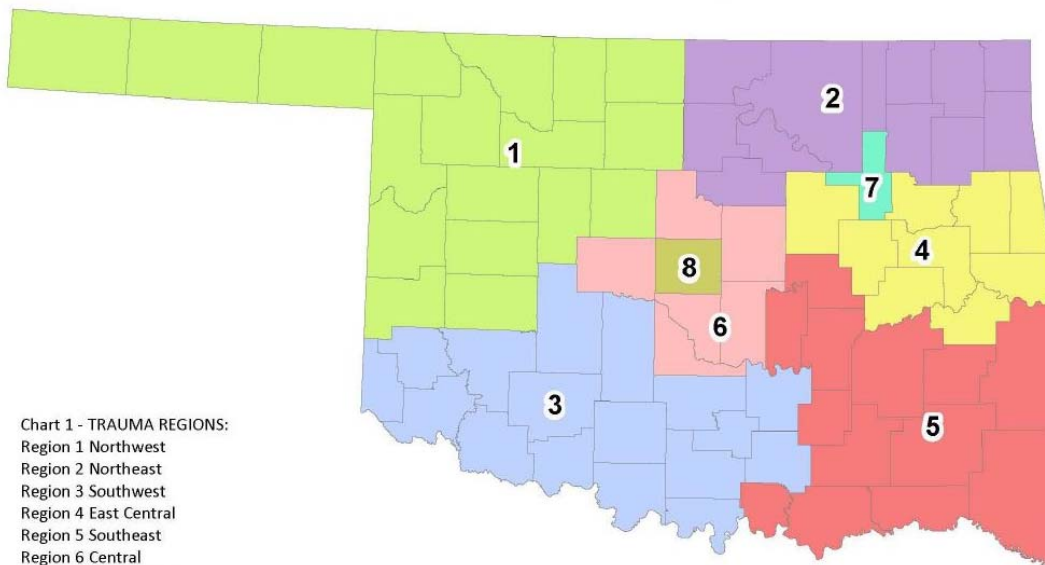 1
2
7
4
8
6
3
5
Chart 1 - TRAUMA REGIONS:
Region 1 Northwest
Region 2 Northeast
Region 3 Southwest
Region 4 East Central
Region 5 Southeast
Region 6 Central